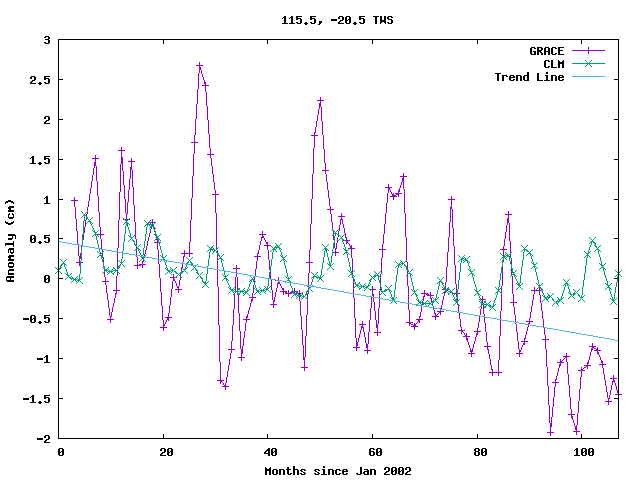 115.5, -20.5 TWS
GRACE
CLM
Trend Line
3
2.5
2
1.5
1
0.5
0
-0.5
-1
-1.5
-2
Anomaly (cm)
0 20 40 60 80 100
Months since Jan 2002